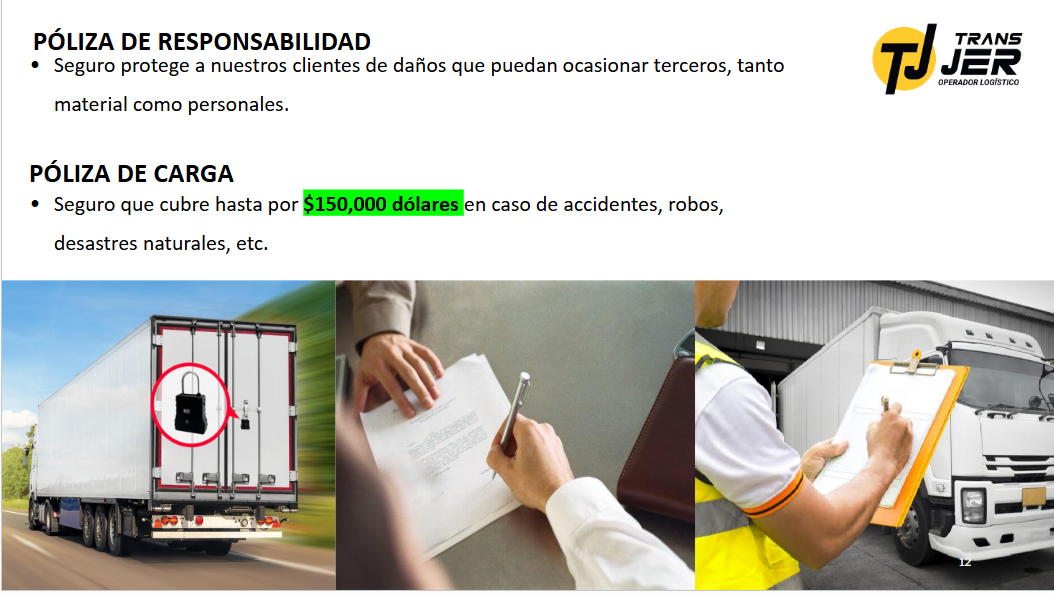 PÓLIZA DE RESPONSABILIDAD
• Seguro protege a nuestros clientes de daños que puedan ocasionar terceros, tanto
material como personales.
TJ TRANS
JER
OPERADOR LOGÍSTICO
PÓLIZA DE CARGA
• Seguro que cubre hasta por $150,000 dólares en caso de accidentes, robos,
desastres naturales, etc.
12